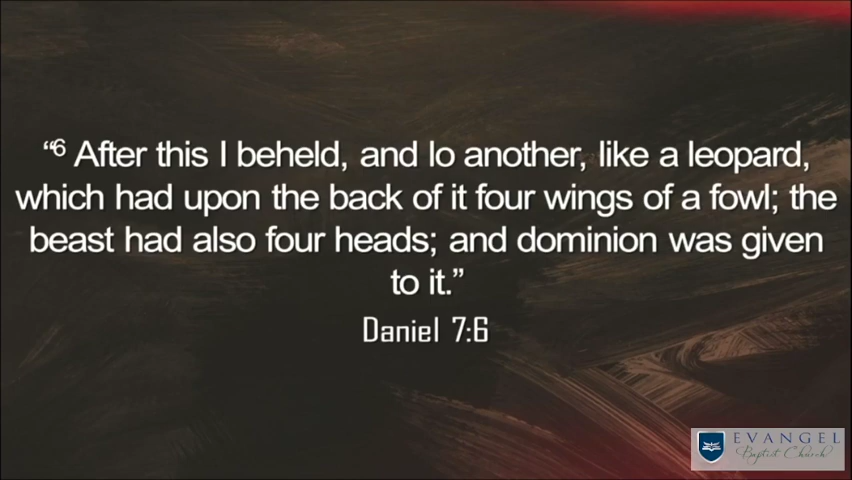 “⁶ After this I beheld, and lo another, like a leopard,
which had upon the back of it four wings of a fowl; the
beast had also four heads; and dominion was given
to it.”
Daniel 7:6
EVANGEL
Baptist Church